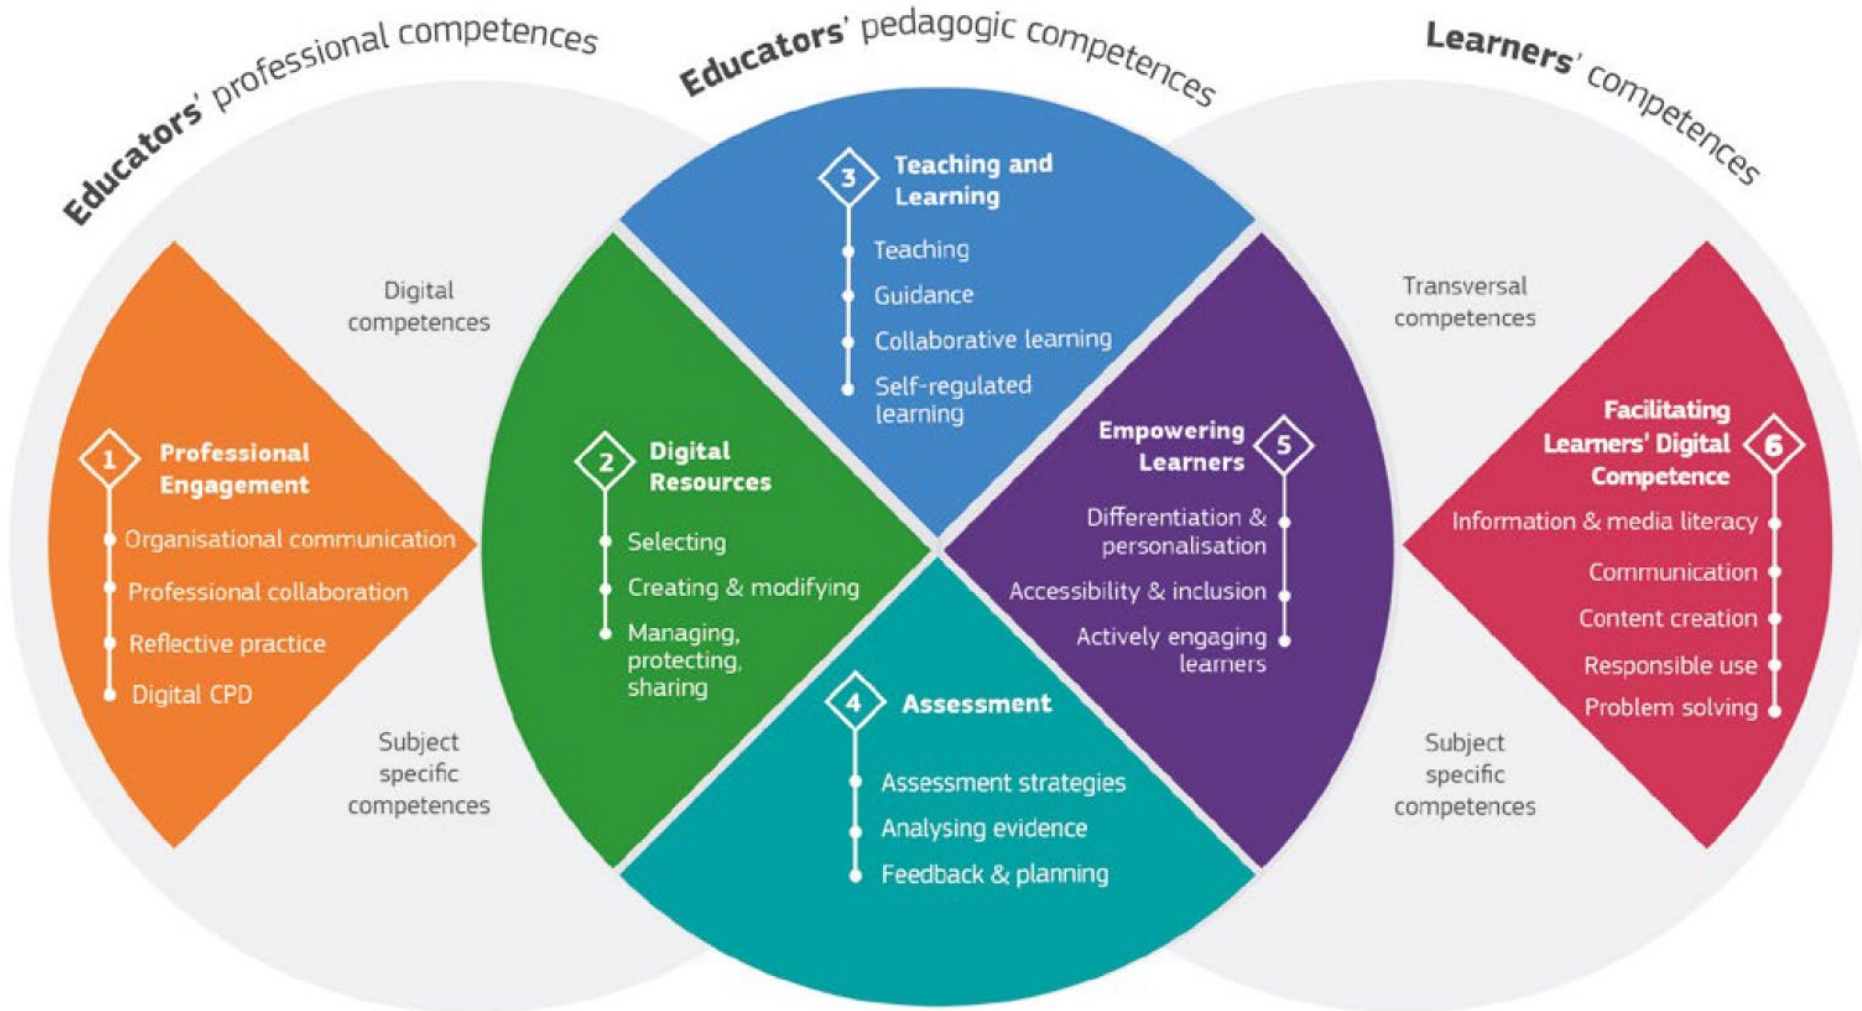 Educators' professional competences
Educators' pedagogic competences
Learners' competences
Digital
competences
Subject
specific
competences
1
Professional
Engagement
Organisational communication
Professional collaboration
Reflective practice
Digital CPD
2
Digital
Resources
Selecting
Creating & modifying
Managing,
protecting,
sharing
3
Teaching and
Learning
Teaching
Guidance
Collaborative learning
Self-regulated
learning
4
Assessment
Assessment strategies
Analysing evidence
Feedback & planning
5
Empowering
Learners
Differentiation &
personalisation
Accessibility & inclusion
Actively engaging
learners
Transversal
competences
Subject
specific
competences
6
Facilitating
Learners' Digital
Competence
Information & media literacy
Communication
Content creation
Responsible use
Problem solving